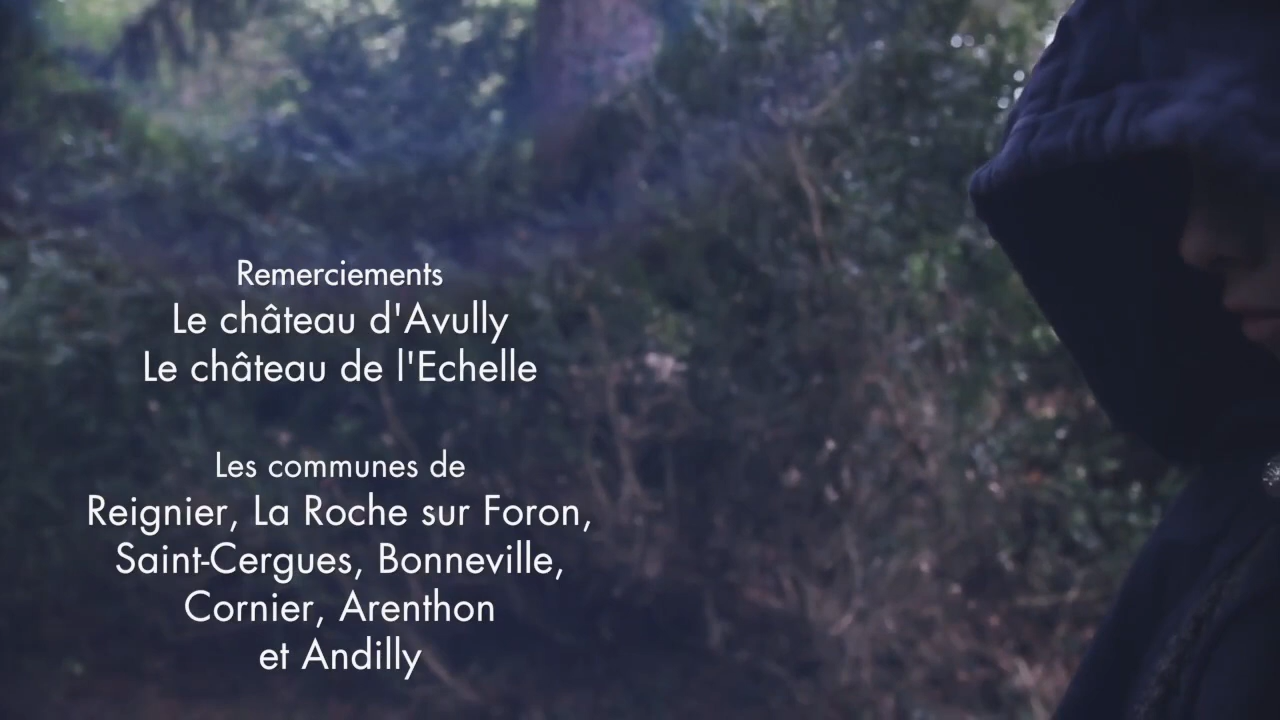 Remerciements
Le château d'Avully
Le château de l'Echelle
Les communes de
Reignier, La Roche sur Foron,
Saint-Cergues, Bonneville,
Cornier, Arenthon
et Andilly